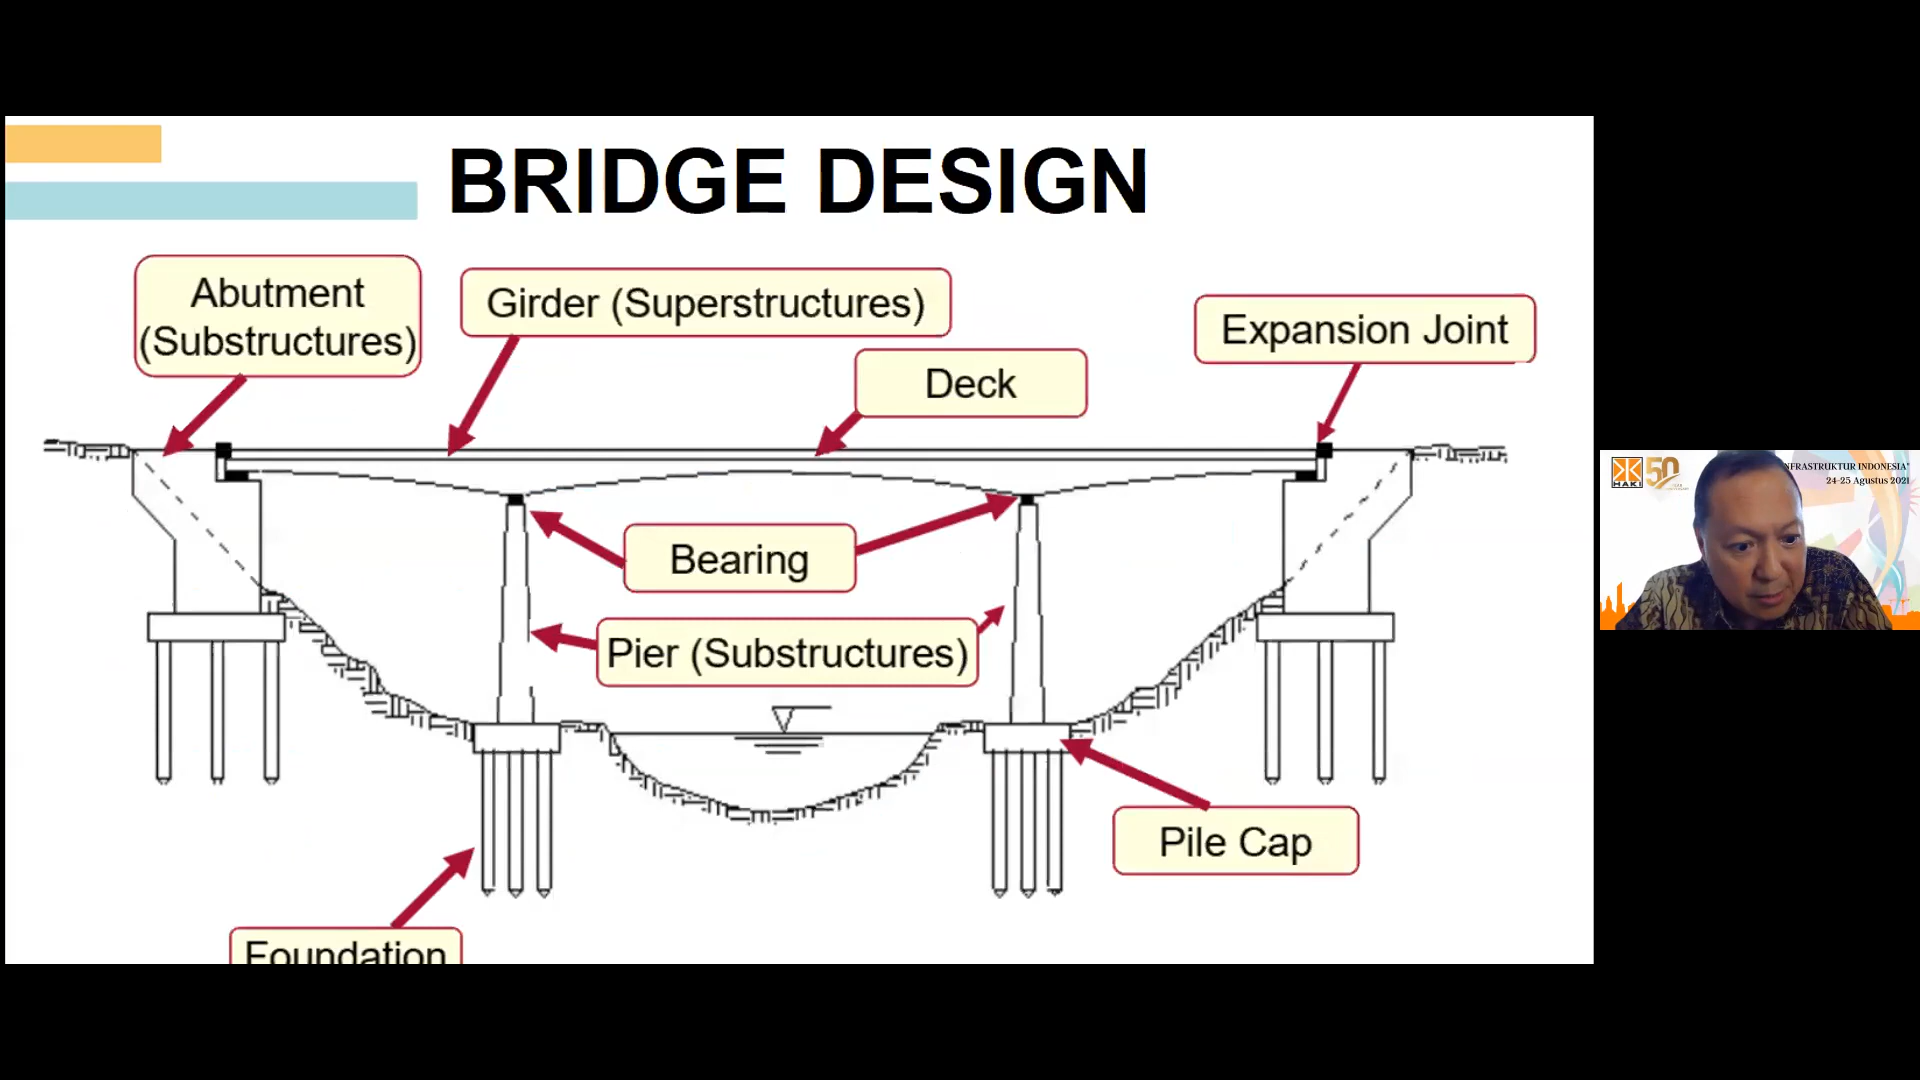 BRIDGE DESIGN
Abutment
(Substructures)
Girder (Superstructures)
Expansion Joint
Deck
Bearing
Pier (Substructures)
Pile Cap
Foundation
HAKI
50
NFRASTRUKTUR INDONESIA"
24-25 Agustus 2021